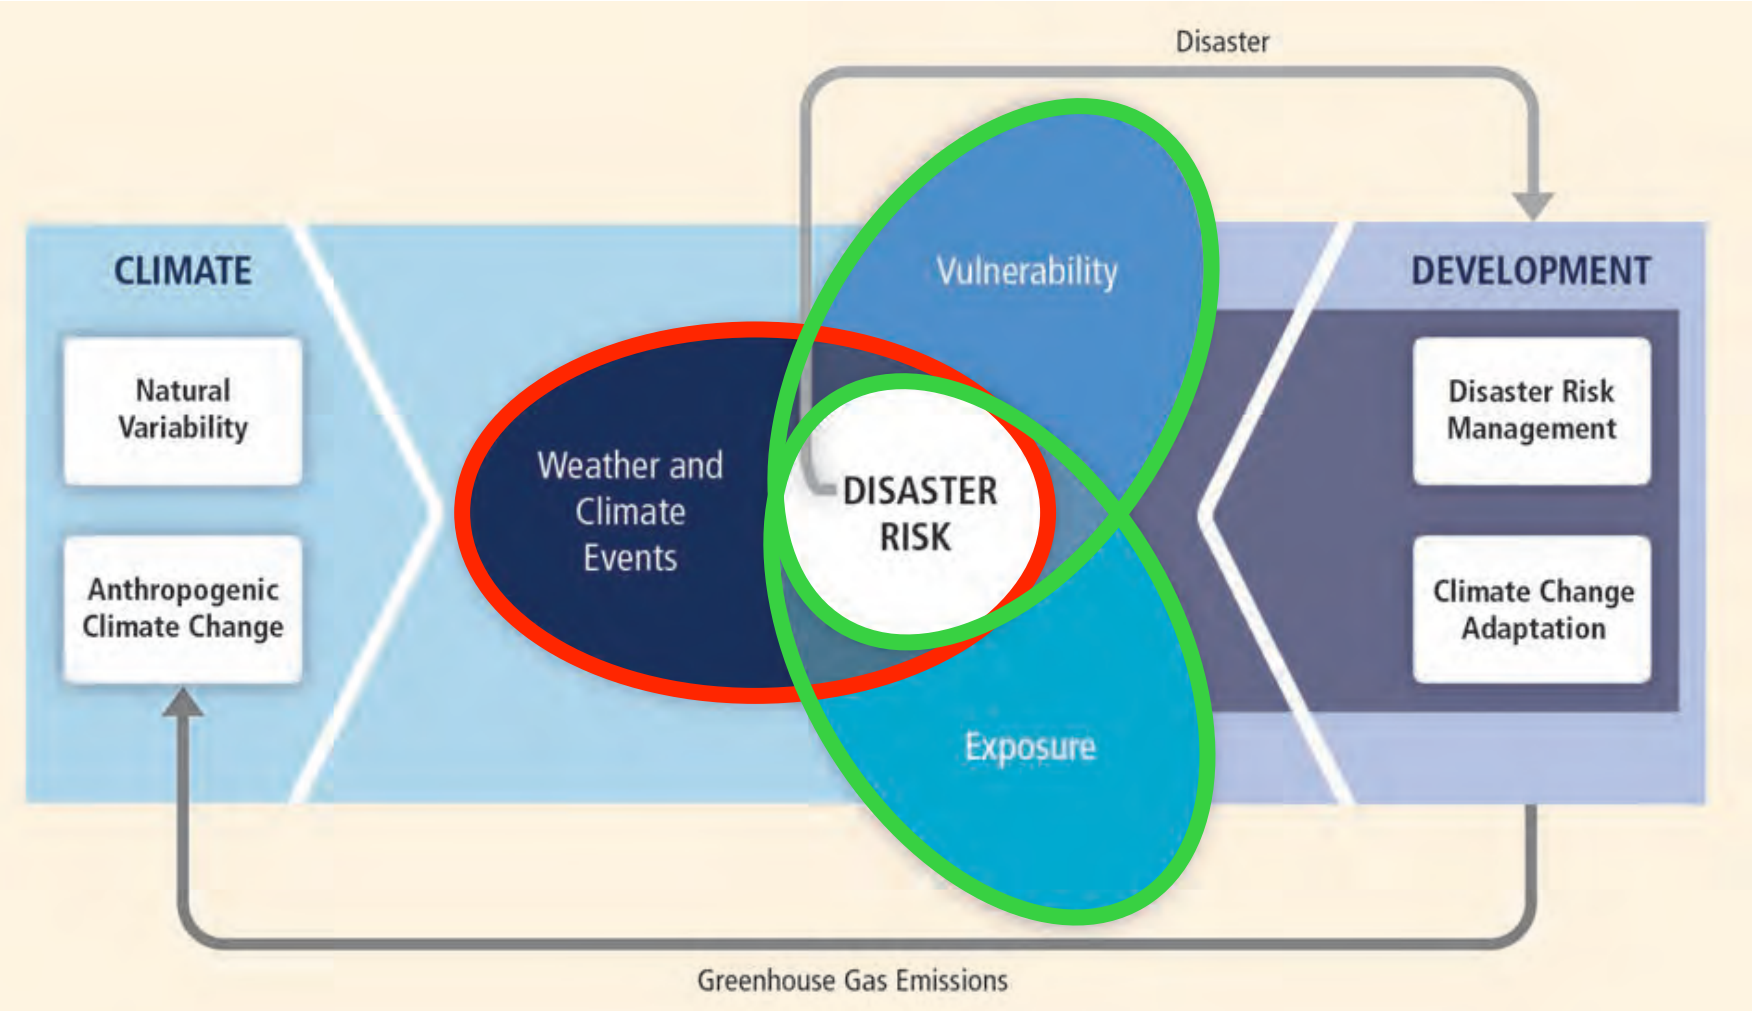 Disaster
CLIMATE
Natural
Variability
Anthropogenic
Climate Change
Weather and
Climate
Events
Vulnerability
DISASTER
RISK
Exposure
DEVELOPMENT
Disaster Risk
Management
Climate Change
Adaptation
Greenhouse Gas Emissions